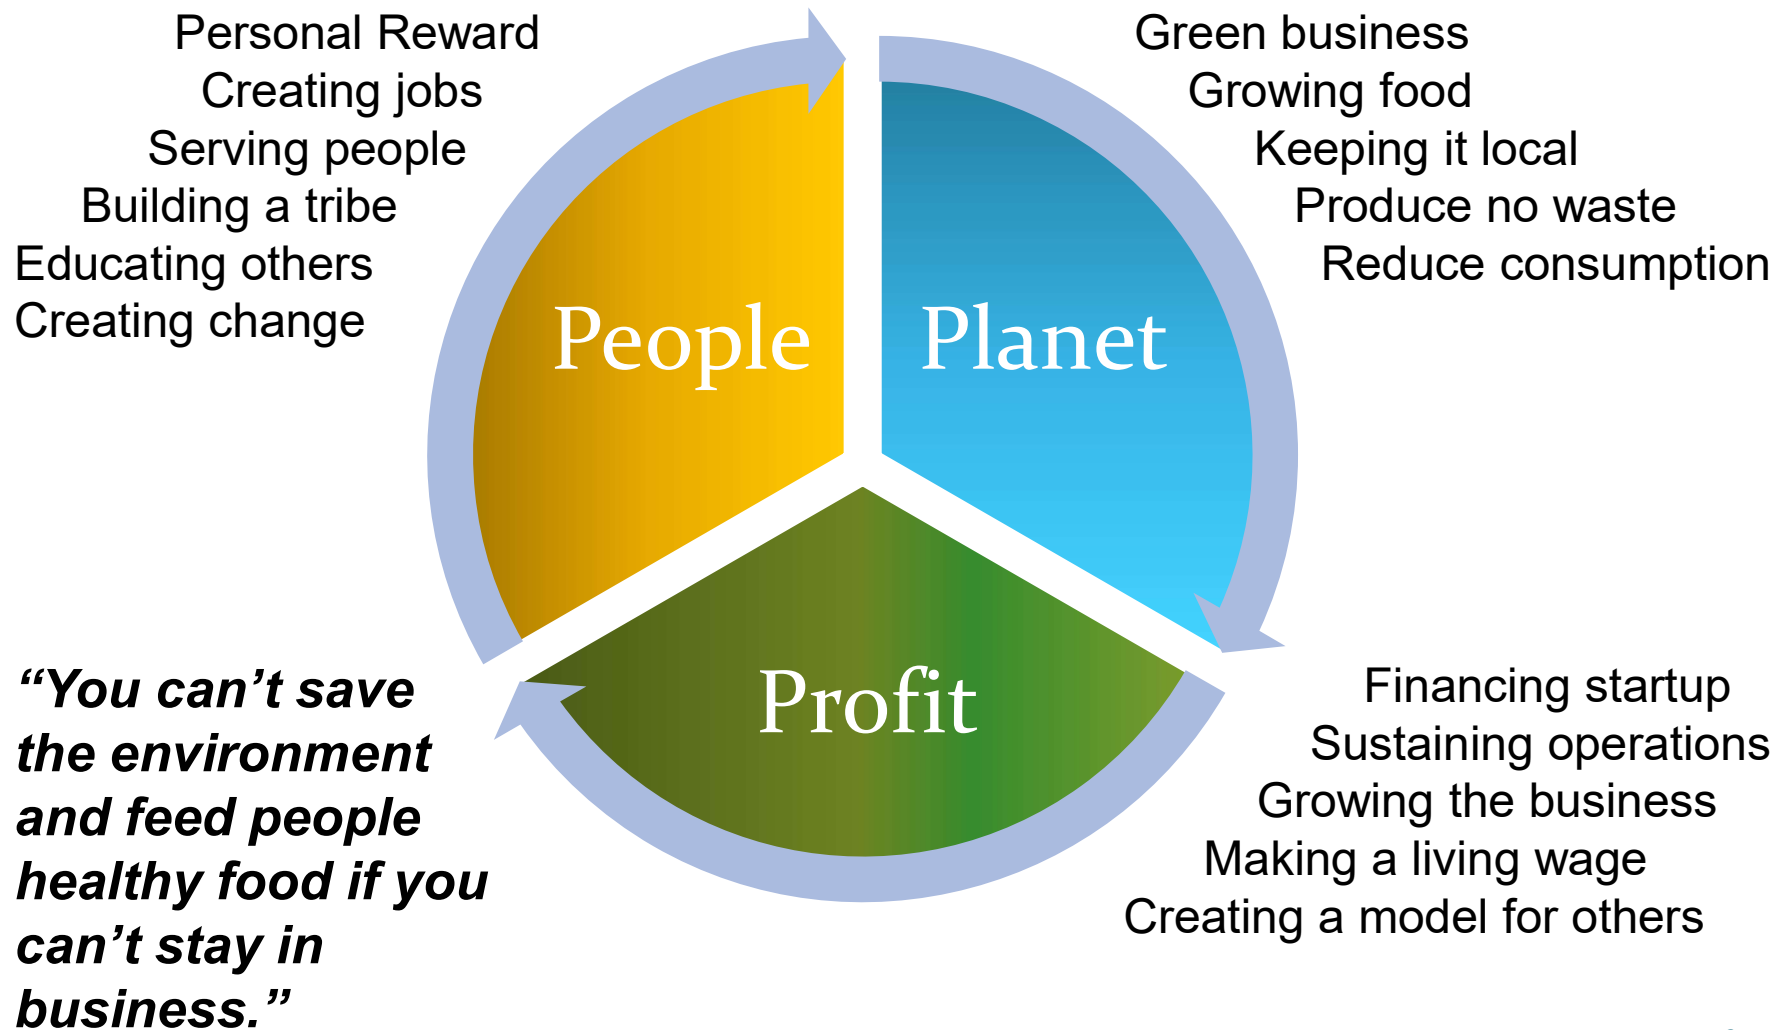 Personal Reward
Creating jobs
Serving people
Building a tribe
Educating others
Creating change
Green business
Growing food
Keeping it local
Produce no waste
Reduce consumption
People
Planet
Profit
“You can’t save
the environment
and feed people
healthy food if you
can’t stay in
business.”
Financing startup
Sustaining operations
Growing the business
Making a living wage
Creating a model for others